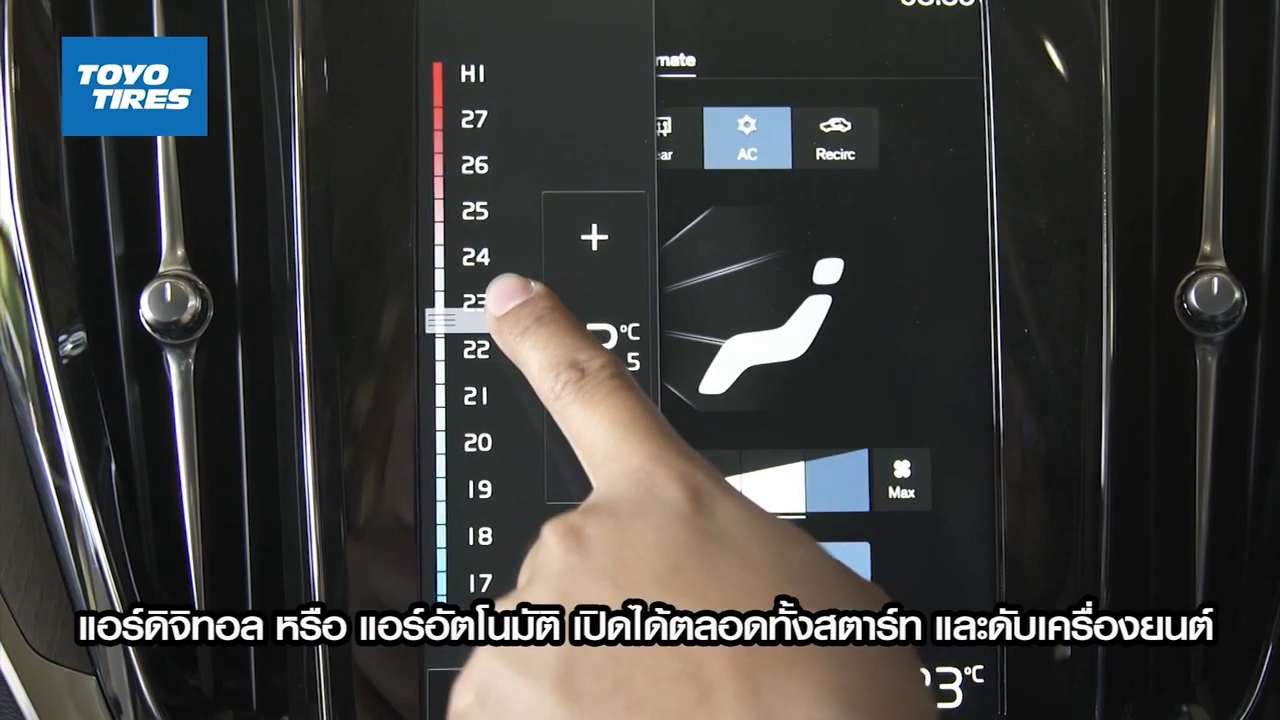 TOYO
TIRES
HI
27
26
25
24
23
22
21
20
19
18
17
+
°C
5
AC
Recirc
Max
แอร์ดิจิทอล หรือ แอร์อัตโนมัติ เปิดได้ตลอดทั้งสตาร์ท และดับเครื่องยนต์
23°C